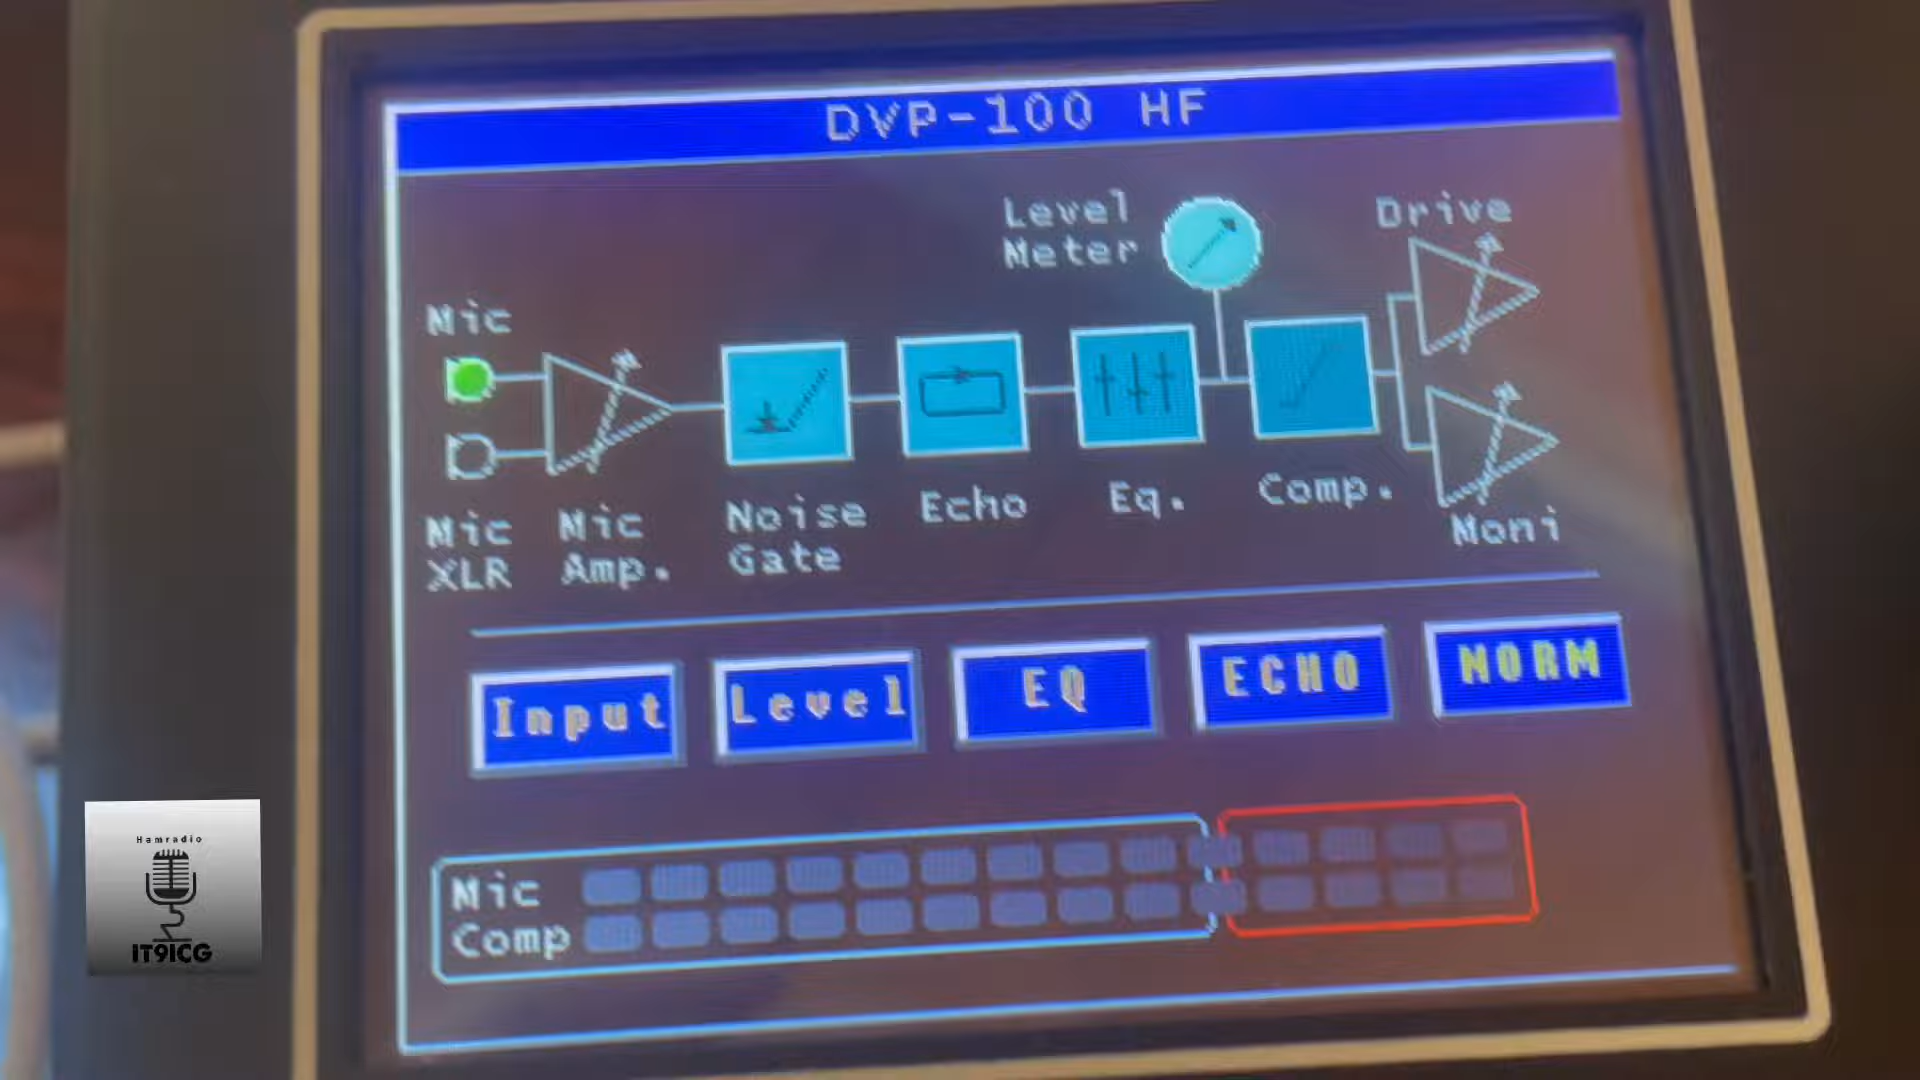 DVP-100 HF
Level
Meter
Drive
Mic
Mic
XLR
Mic
Amp.
Noise
Gate
Echo
Eq.
Comp.
Moni
Input
Level
EQ
ECHO
NORM
Mic
Comp
Hamradio
IT9ICG